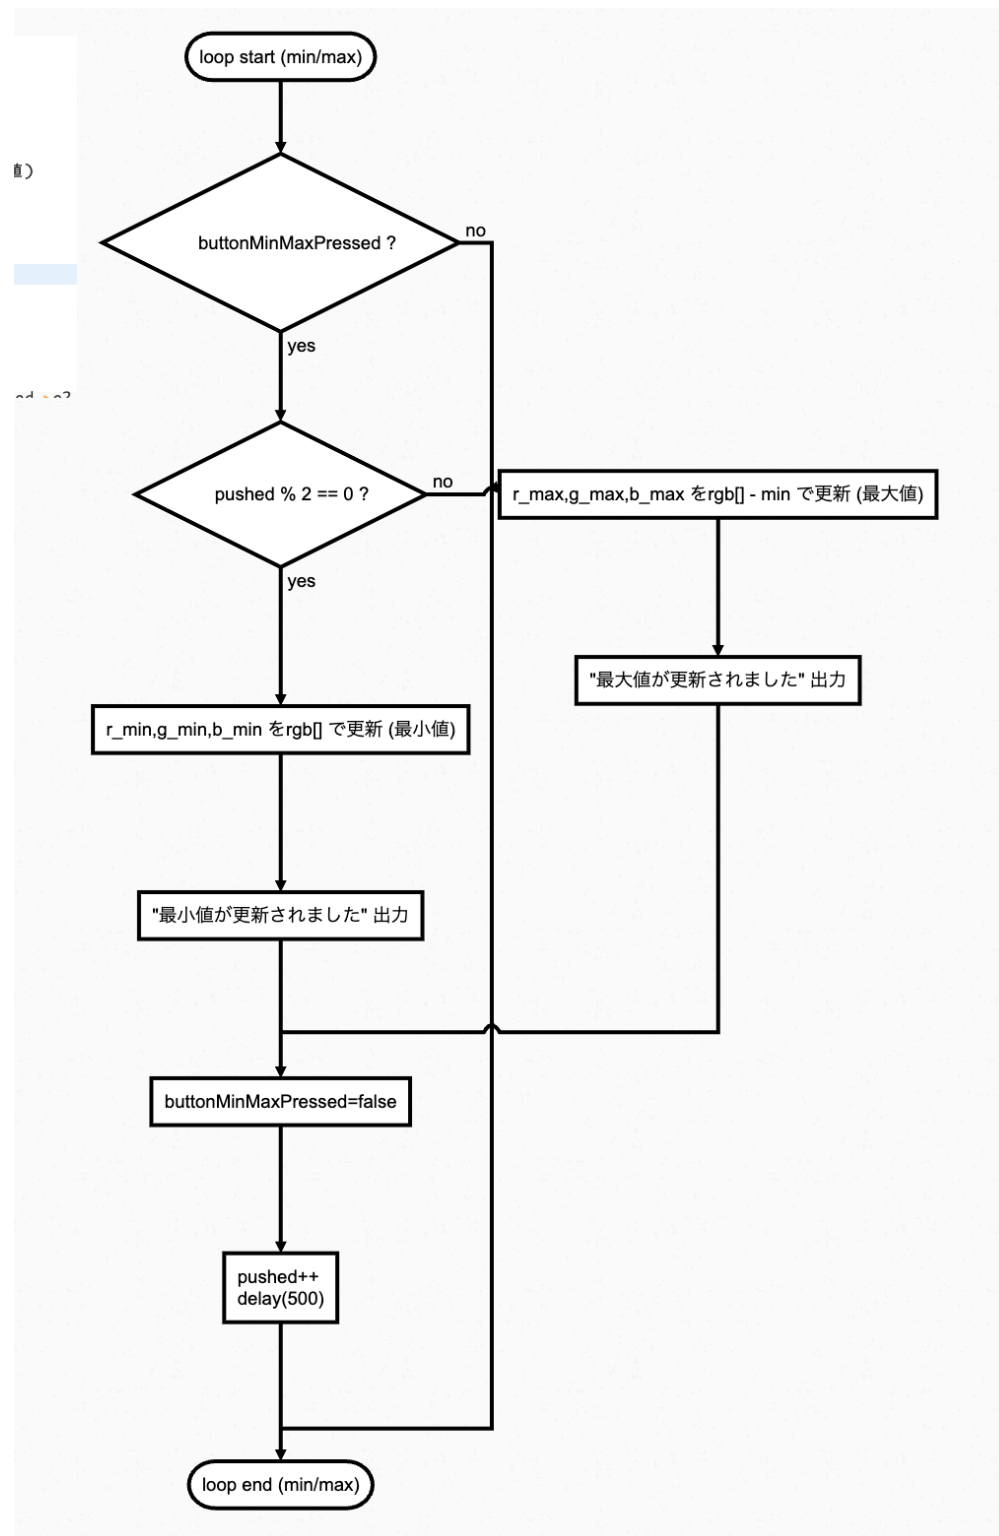 loop start (min/max)
値)
buttonMinMaxPressed ?
no
yes
pushed % 2 == 0 ?
no
r_max,g_max,b_max をrgb[] - min で更新 (最大値)
yes
"最大値が更新されました" 出力
r_min,g_min,b_min をrgb[] で更新 (最小値)
"最小値が更新されました" 出力
buttonMinMaxPressed=false
pushed++
delay(500)
loop end (min/max)